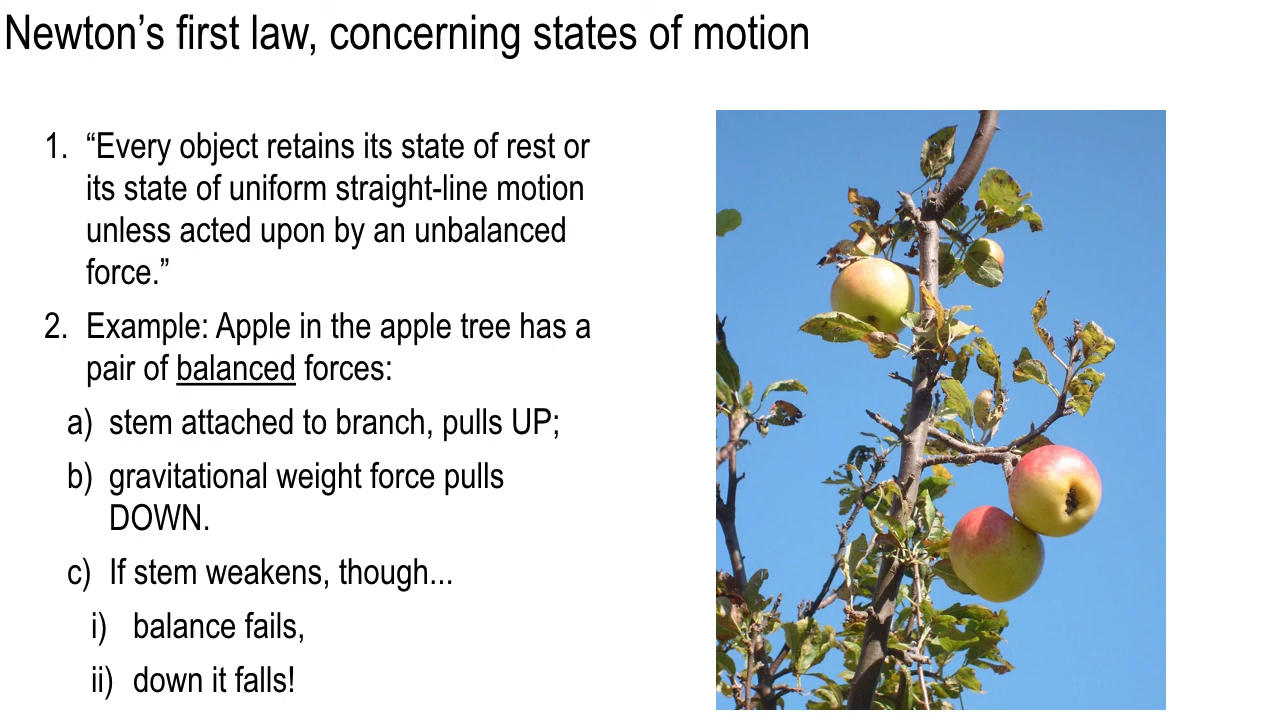 Newton’s first law, concerning states of motion
1. “Every object retains its state of rest or
its state of uniform straight-line motion
unless acted upon by an unbalanced
force.”
2. Example: Apple in the apple tree has a
pair of balanced forces:
a) stem attached to branch, pulls UP;
b) gravitational weight force pulls
DOWN.
c) If stem weakens, though...
i) balance fails,
ii) down it falls!